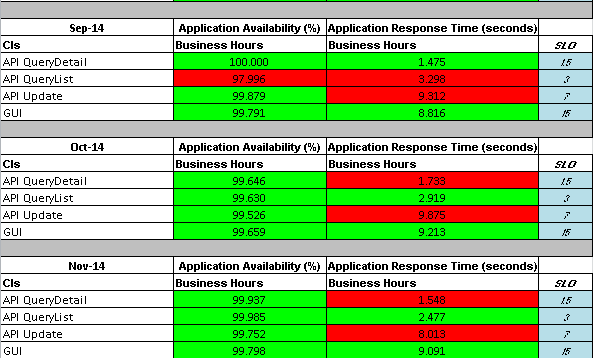 Sep-14 Application Availability (%) Application Response Time (seconds)
CIs Business Hours Business Hours SLO
API QueryDetail 100.000 1.475 1.5
API QueryList 97.996 3.298 3
API Update 99.879 9.312 7
GUI 99.791 8.816 15
Oct-14 Application Availability (%) Application Response Time (seconds)
CIs Business Hours Business Hours SLO
API QueryDetail 99.646 1.733 1.5
API QueryList 99.630 2.919 3
API Update 99.526 9.875 7
GUI 99.659 9.213 15
Nov-14 Application Availability (%) Application Response Time (seconds)
CIs Business Hours Business Hours SLO
API QueryDetail 99.937 1.548 1.5
API QueryList 99.985 2.477 3
API Update 99.752 8.013 7
GUI 99.798 9.091 15